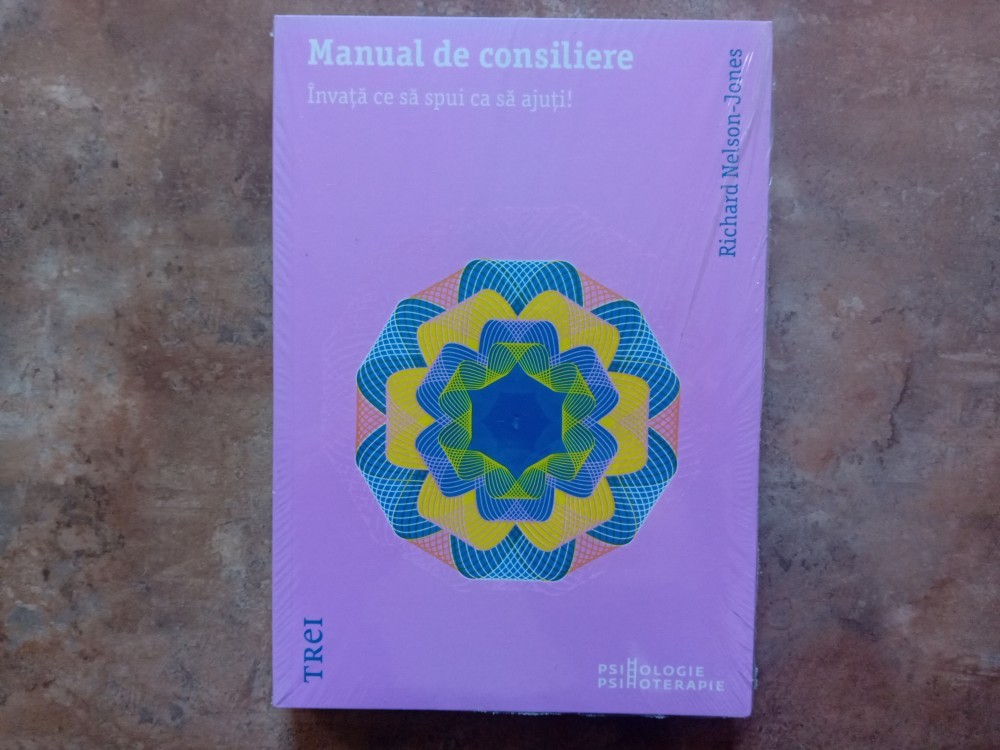 Manual de consiliere
Învață ce să spui ca să ajuți!
Richard Nelson-Jones
TREI
PSIHOLOGIE
PSIHOTERAPIE